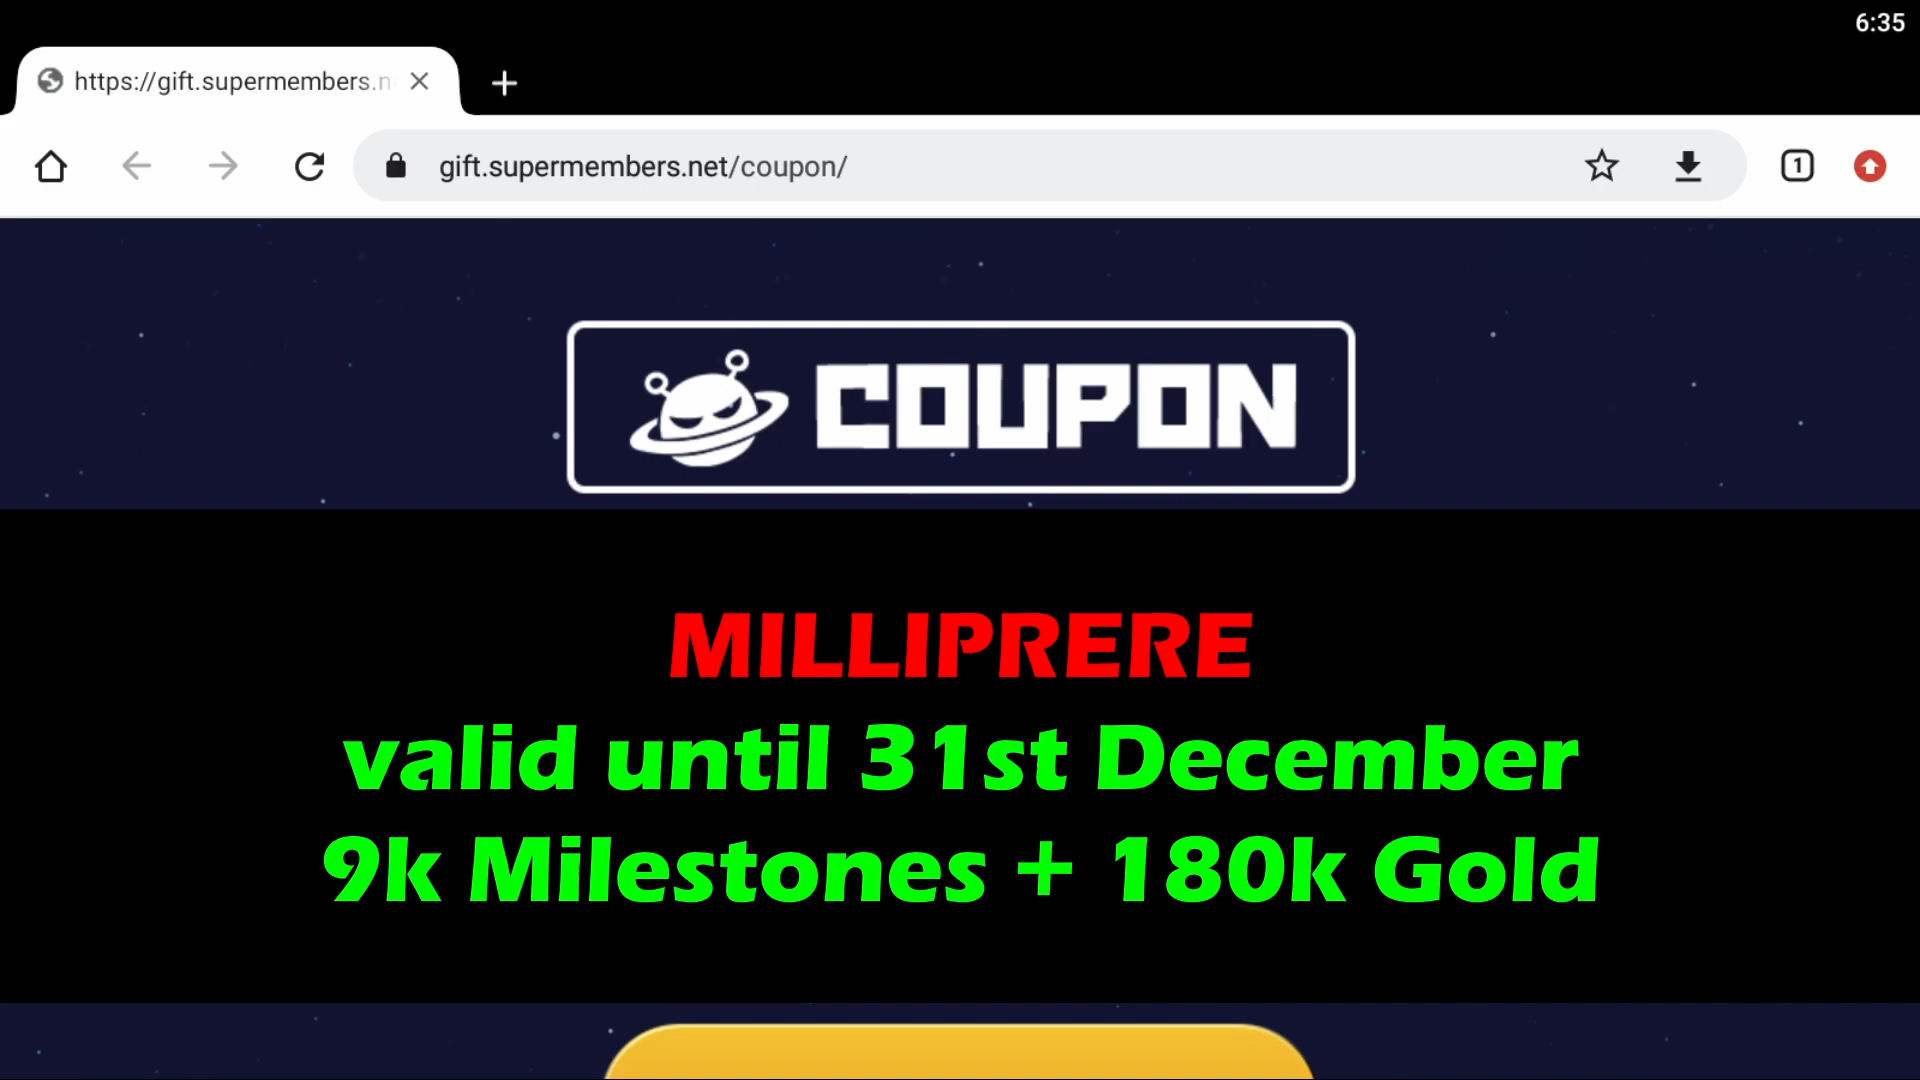 6:35
https://gift.supermembers.n
gift.supermembers.net/coupon/
1
COUPON
MILLIPRERE
valid until 31st December
9k Milestones + 180k Gold